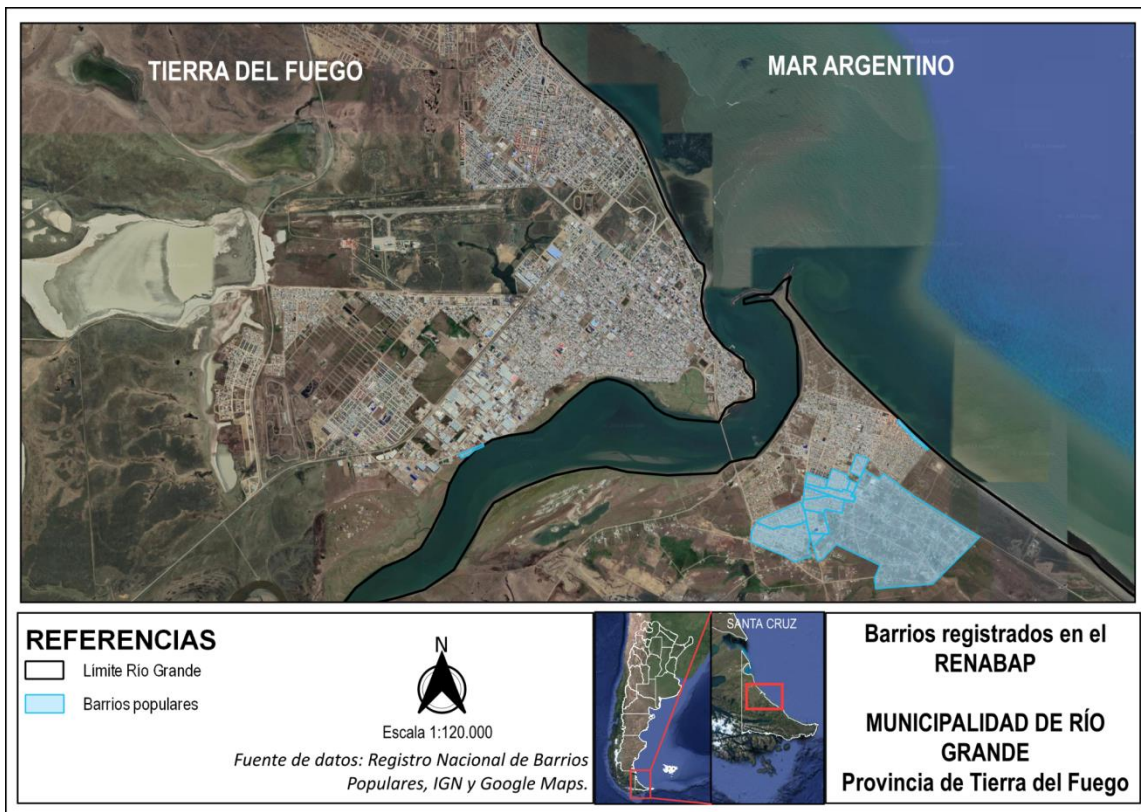 TIERRA DEL FUEGO
MAR ARGENTINO
REFERENCIAS
Límite Río Grande
Barrios populares
N
Escala 1:120.000
Fuente de datos: Registro Nacional de Barrios
Populares, IGN y Google Maps.
SANTA CRUZ
Barrios registrados en el
RENABAP
MUNICIPALIDAD DE RÍO
GRANDE
Provincia de Tierra del Fuego